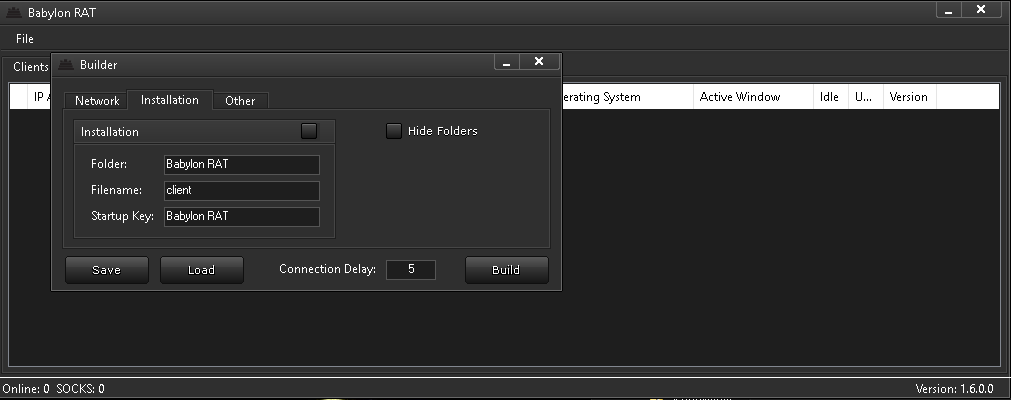 Babylon RAT
File
Clients
Builder
Network Installation Other
IP erating System Active Window Idle U... Version
Installation
Hide Folders
Folder: Babylon RAT
Filename: client
Startup Key: Babylon RAT
Save Load Connection Delay: 5 Build
Online: 0 SOCKS: 0 Version: 1.6.0.0